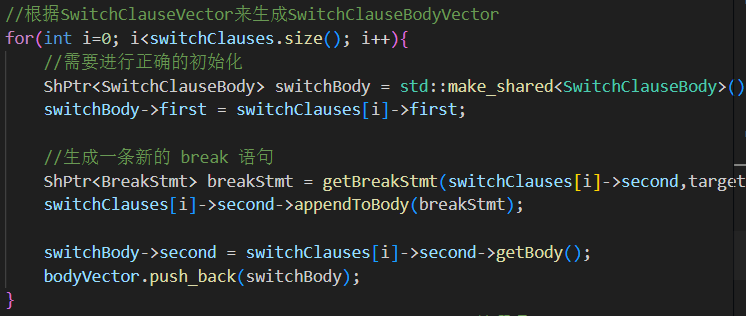 //根据SwitchClauseVector来生成SwitchClauseBodyVector
for(int i=0; i<switchClauses.size(); i++){
//需要进行正确的初始化
ShPtr<SwitchClauseBody> switchBody = std::make_shared<SwitchClauseBody>()
switchBody->first = switchClauses[i]->first;
//生成一条新的 break 语句
ShPtr<BreakStmt> breakStmt = getBreakStmt(switchClauses[i]->second,target
switchClauses[i]->second->appendToBody(breakStmt);
switchBody->second = switchClauses[i]->second->getBody();
bodyVector.push_back(switchBody);
}